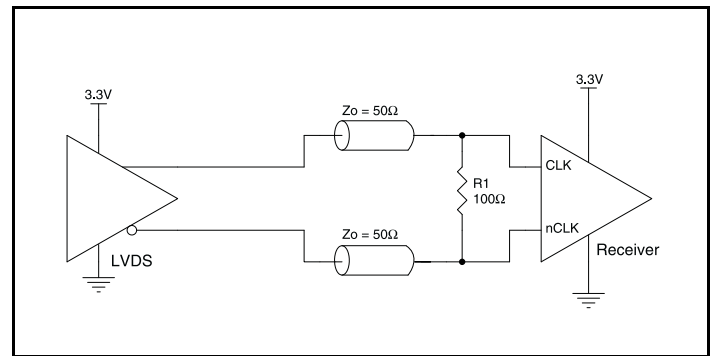 3.3V
Zo = 50Ω
3.3V
CLK
R1
100Ω
nCLK
Zo = 50Ω
LVDS
Receiver